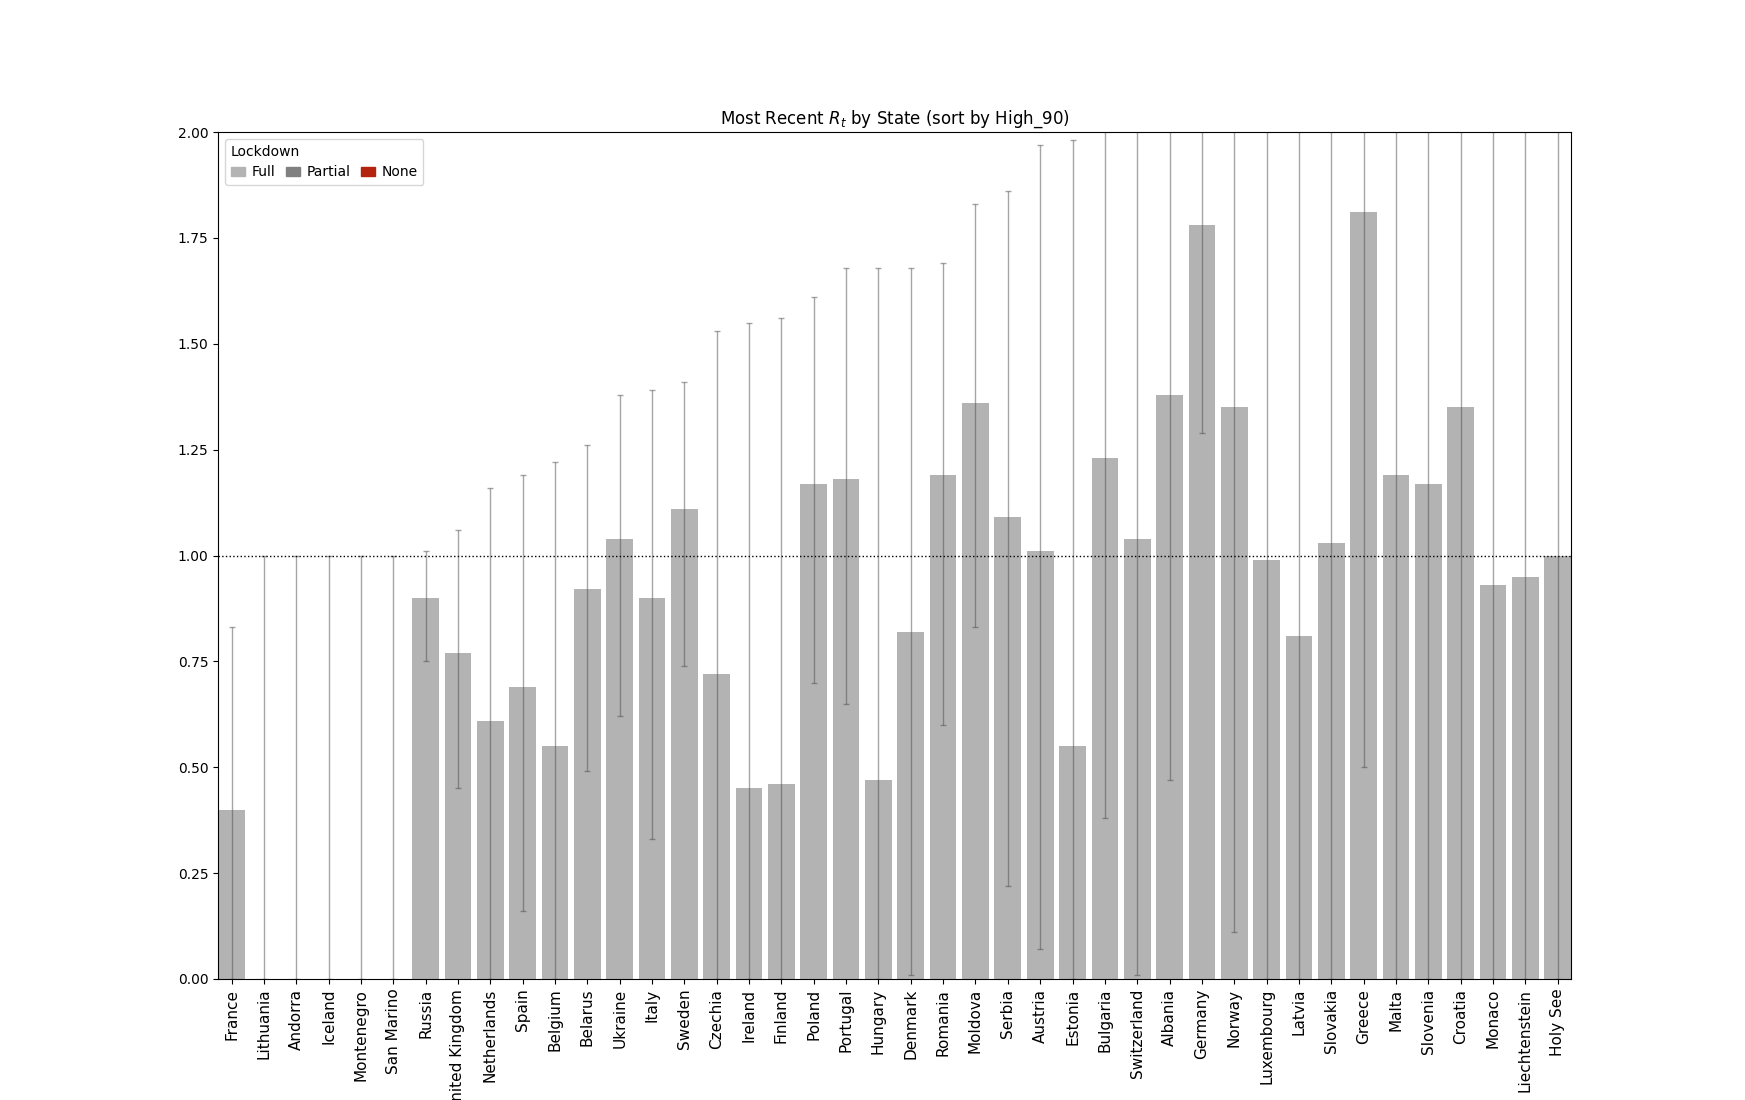 Most Recent R_t by State (sort by High_90)
Lockdown
Full Partial None
2.00
1.75
1.50
1.25
1.00
0.75
0.50
0.25
0.00
France
Lithuania
Andorra
Iceland
Montenegro
San Marino
Russia
nited Kingdom
Netherlands
Spain
Belgium
Belarus
Ukraine
Italy
Sweden
Czechia
Ireland
Finland
Poland
Portugal
Hungary
Denmark
Romania
Moldova
Serbia
Austria
Estonia
Bulgaria
Switzerland
Albania
Germany
Norway
Luxembourg
Latvia
Slovakia
Greece
Malta
Slovenia
Croatia
Monaco
Liechtenstein
Holy See